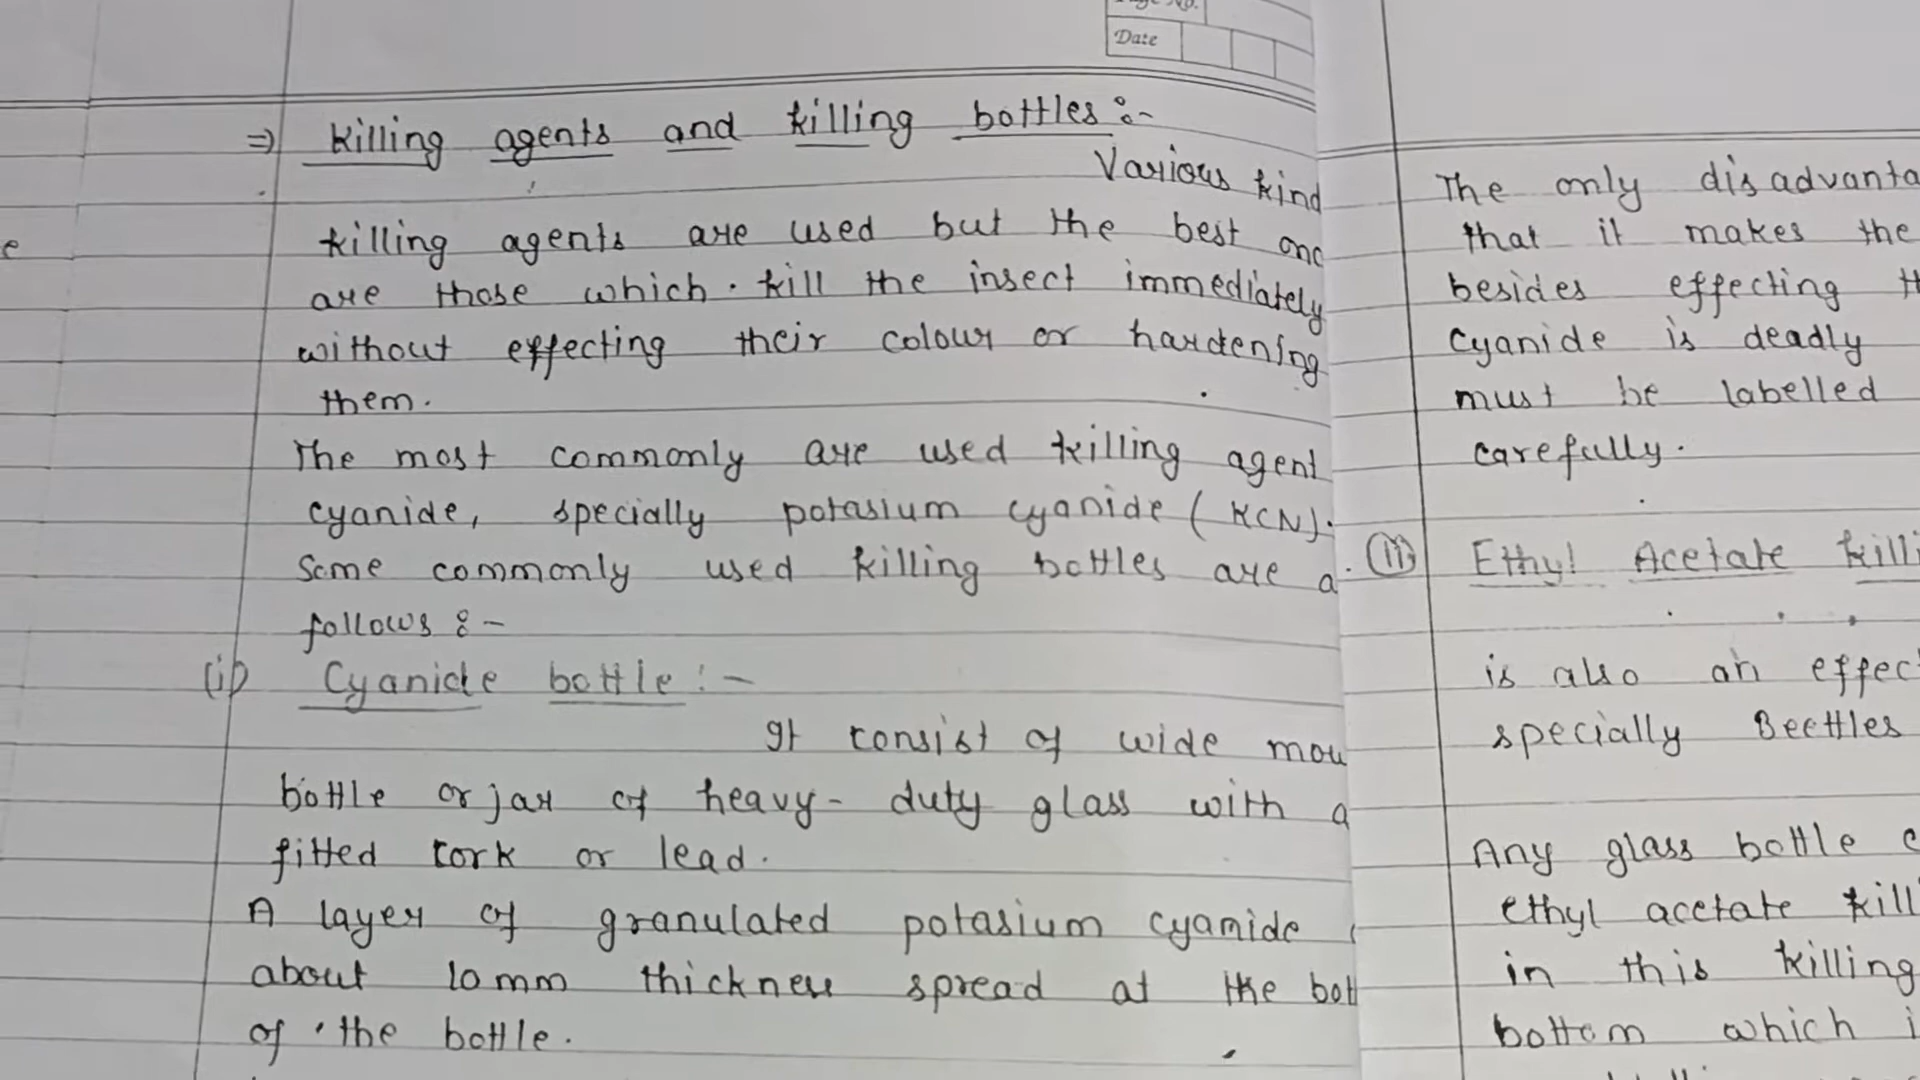 Date
e
⇒ Killing agents and killing bottles :-
Various kind
killing agents are used but the best one
are those which kill the insect immediately
without effecting their colour or hardening
them.
The most commonly are used killing agent
cyanide, specially potasium cyanide (KCN).
Some commonly used killing bottles are a
follows :-
(i) Cyanide bottle :-
It consist of wide mou
bottle or jar of heavy-duty glass with a
fitted cork or lead.
A layer of granulated potasium cyanide
about 10mm thickness spread at the bott
of the bottle.
The only disadvanta
that it makes the
besides effecting th
Cyanide is deadly
must be labelled
carefully.
(ii) Ethyl Acetate killi
is also an effect
specially Beettles
Any glass bottle c
ethyl acetate kill
in this killing
bottom which i